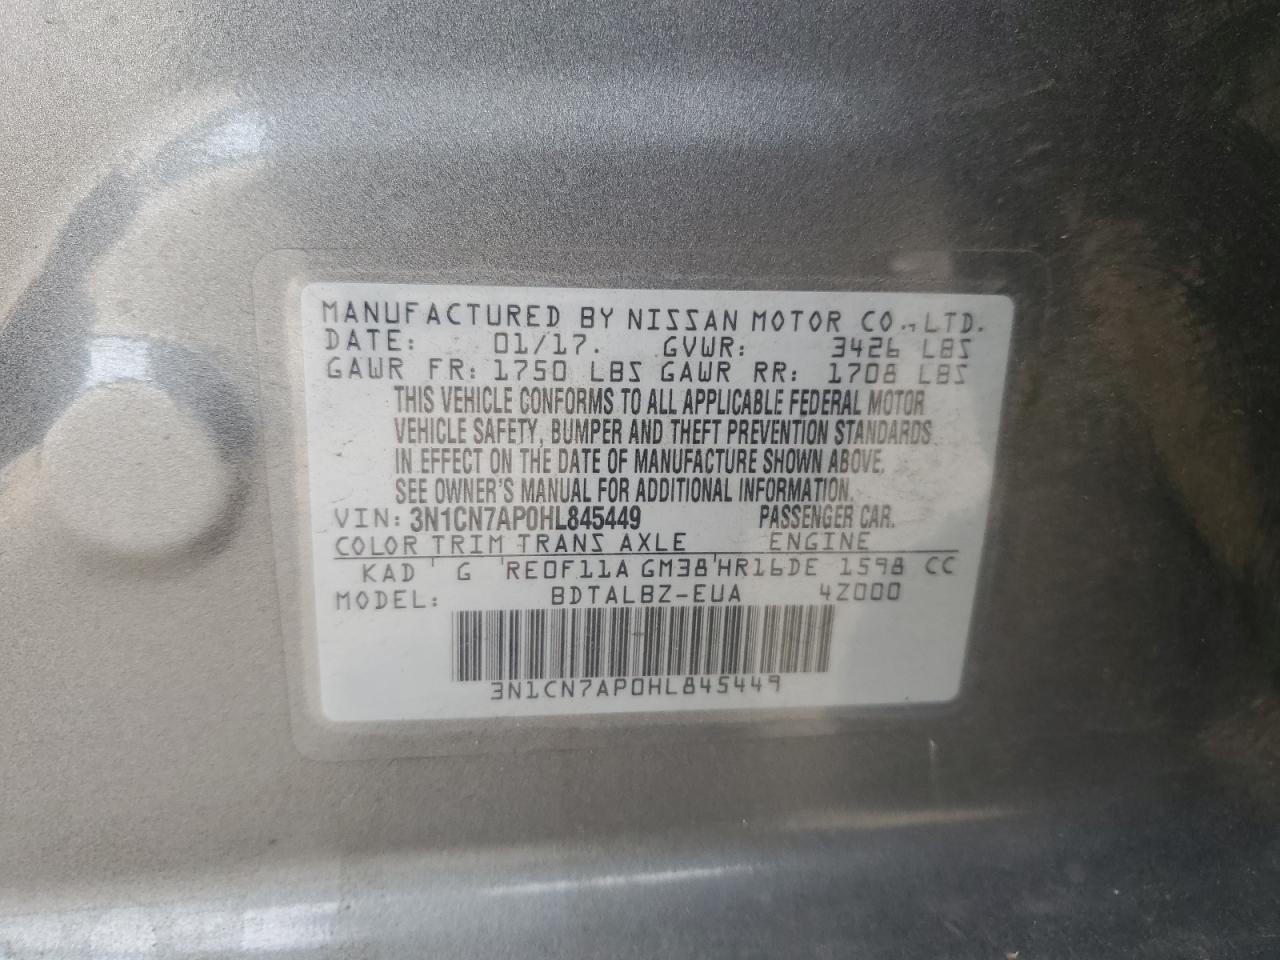 MANUFACTURED BY NISSAN MOTOR CO., LTD.
DATE: 01/17. GVWR: 3426 LBS
GAWR FR: 1750 LBS GAWR RR: 1708 LBS
THIS VEHICLE CONFORMS TO ALL APPLICABLE FEDERAL MOTOR
VEHICLE SAFETY, BUMPER AND THEFT PREVENTION STANDARDS
IN EFFECT ON THE DATE OF MANUFACTURE SHOWN ABOVE.
SEE OWNER'S MANUAL FOR ADDITIONAL INFORMATION.
VIN: 3N1CN7AP0HL845449 PASSENGER CAR.
COLOR TRIM TRANS AXLE ENGINE
KAD ' G ' RE0F11A GM38 ' HR16DE 1598 CC
MODEL: BDTALBZ-EUA 4Z000
3N1CN7AP0HL845449